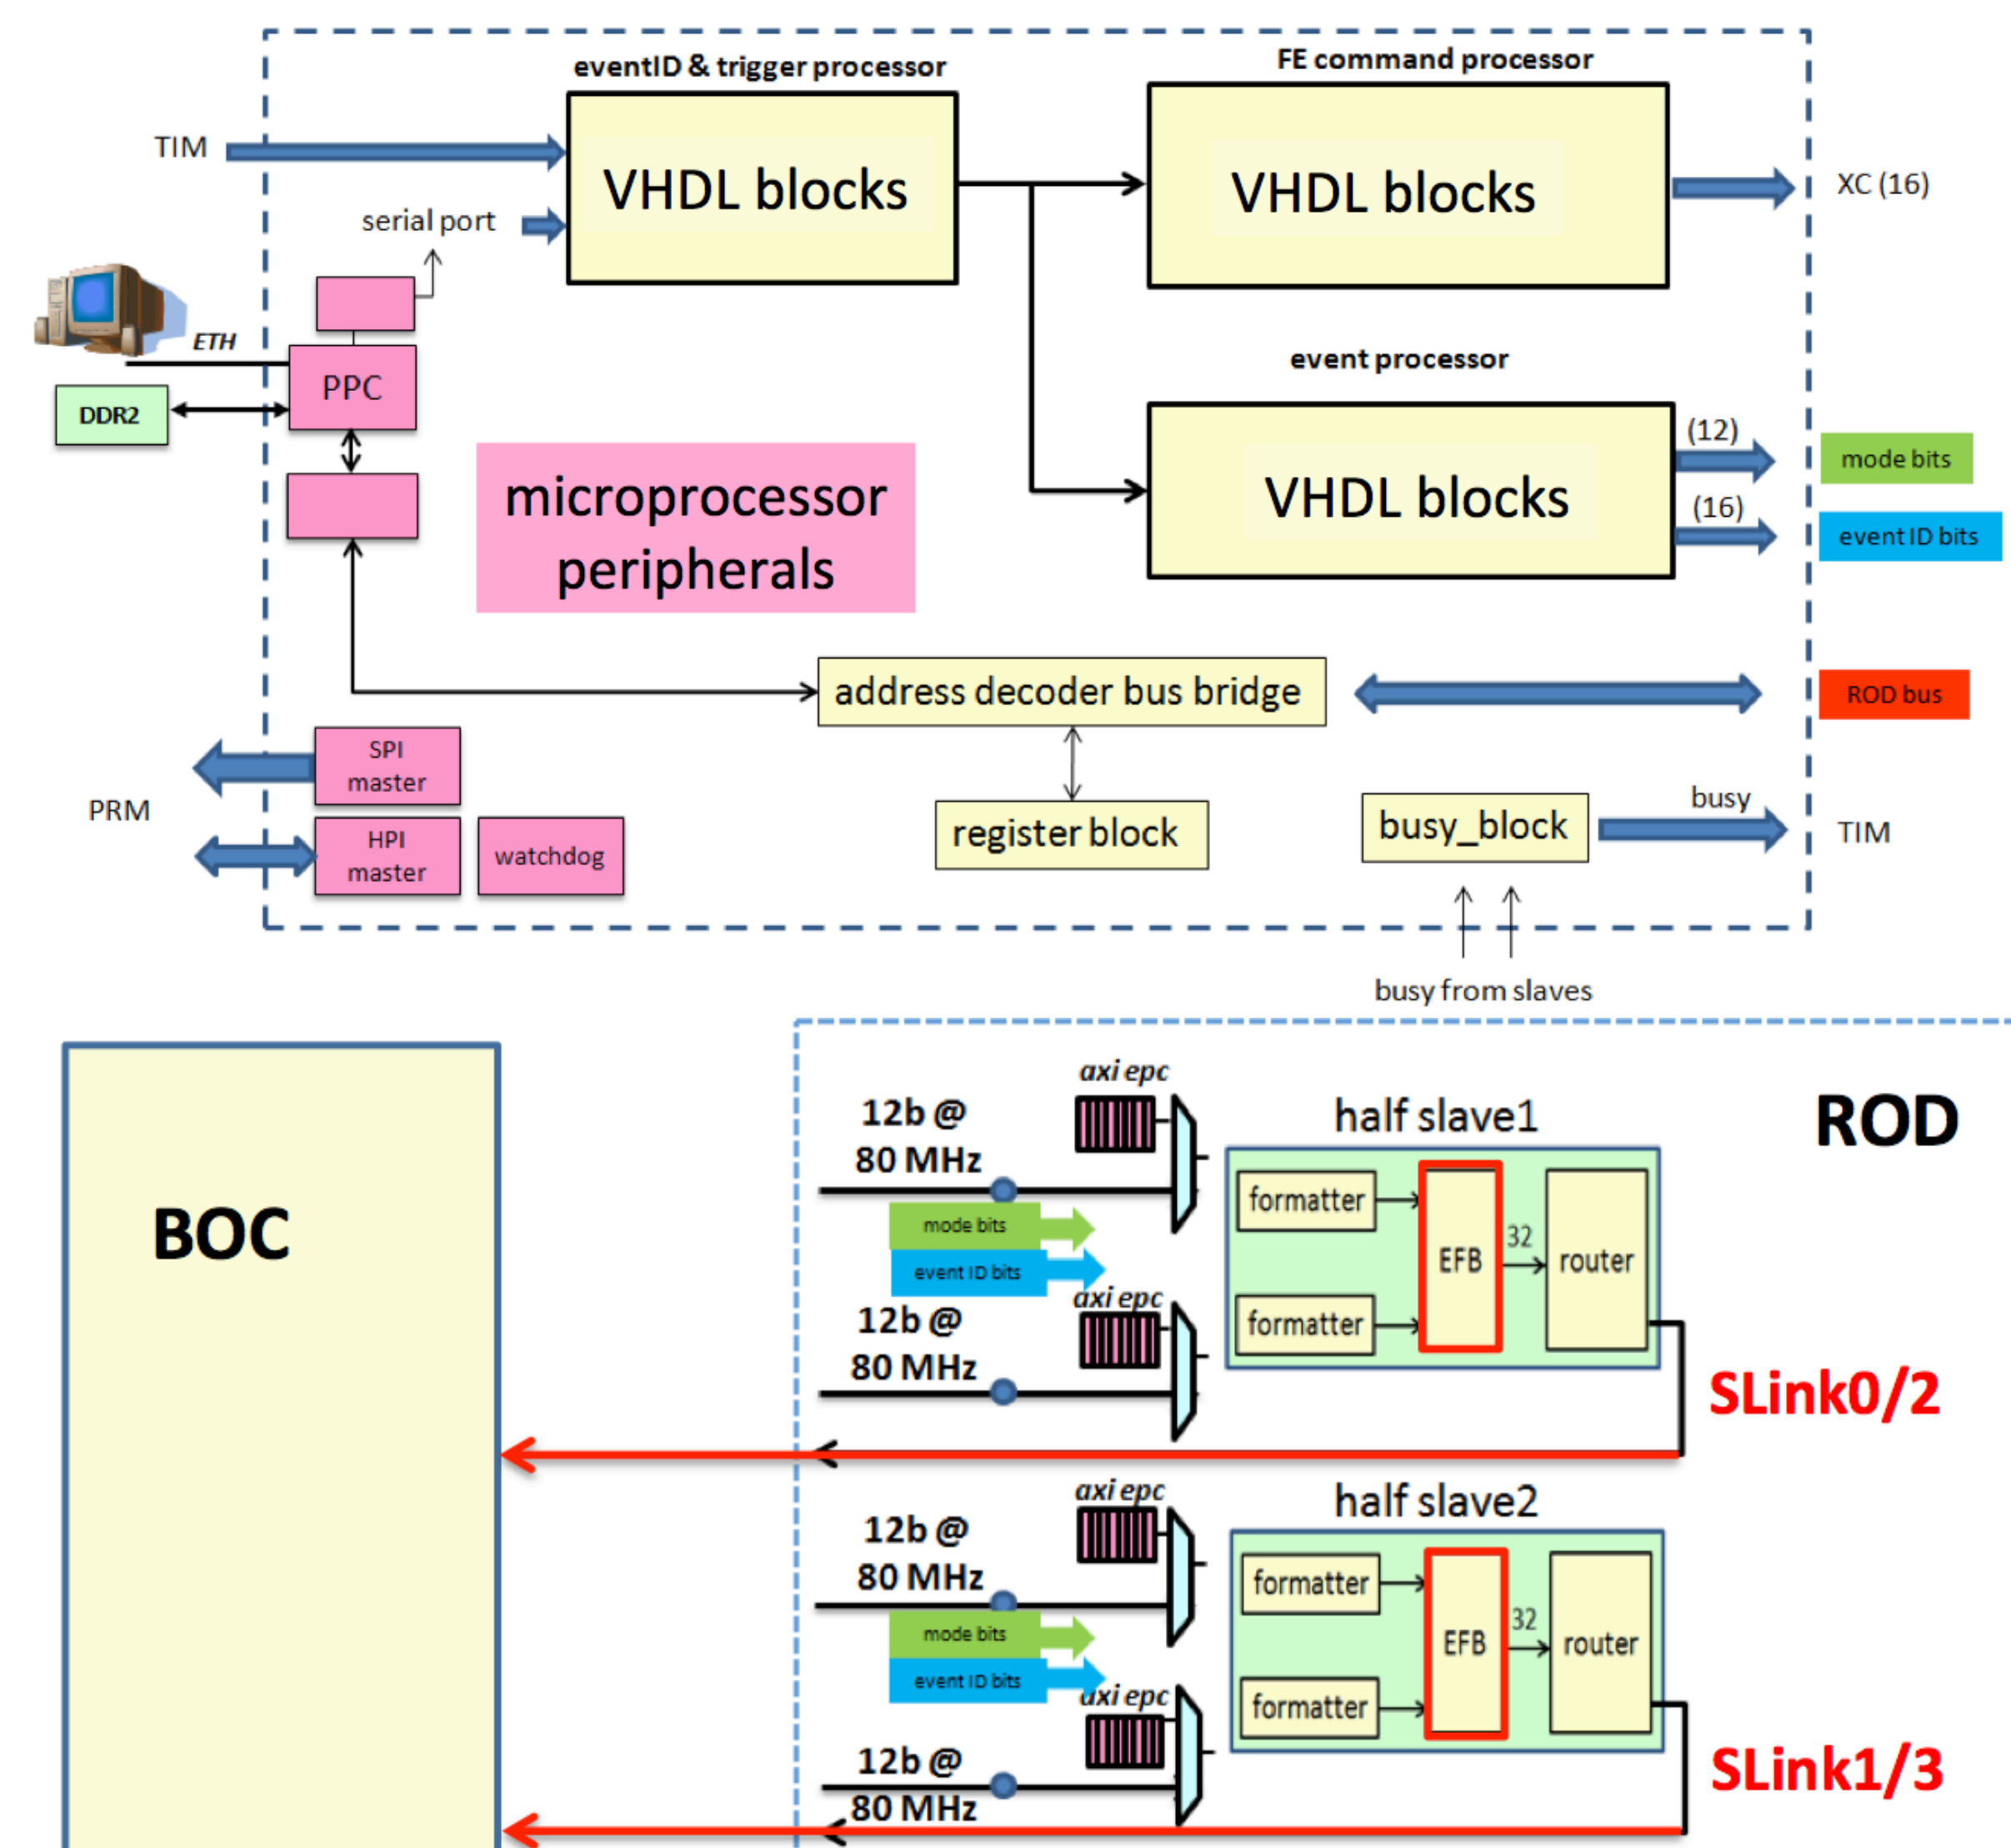 eventID & trigger processor
FE command processor
TIM
VHDL blocks
VHDL blocks
XC (16)
serial port
ETH
PPC
DDR2
event processor
microprocessor
peripherals
VHDL blocks
(12)
mode bits
(16)
event ID bits
address decoder bus bridge
ROD bus
SPI
master
PRM
HPI
master
watchdog
register block
busy_block
busy
TIM
busy from slaves
BOC
ROD
axi epc
12b @
80 MHz
mode bits
event ID bits
axi epc
12b @
80 MHz
half slave1
formatter
formatter
EFB
32
router
SLink0/2
axi epc
12b @
80 MHz
mode bits
event ID bits
axi epc
12b @
80 MHz
half slave2
formatter
formatter
EFB
32
router
SLink1/3